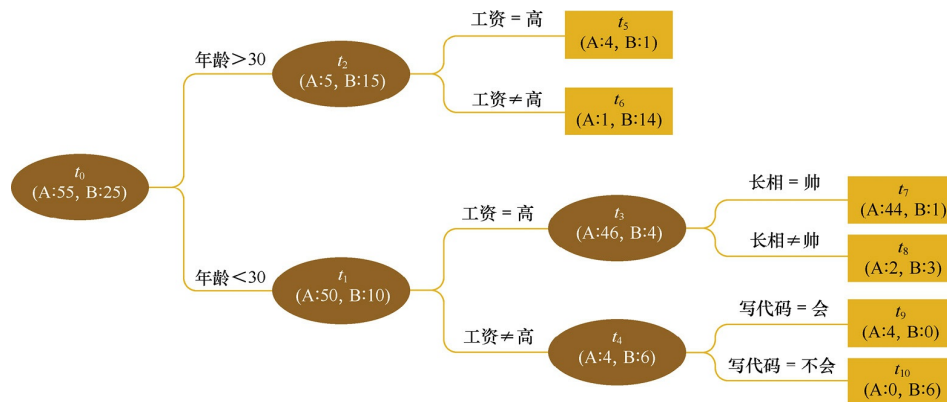 t0
(A:55, B:25)
年龄>30
t2
(A:5, B:15)
工资 = 高
t5
(A:4, B:1)
工资≠高
t6
(A:1, B:14)
年龄<30
t1
(A:50, B:10)
工资 = 高
t3
(A:46, B:4)
长相 = 帅
t7
(A:44, B:1)
长相≠帅
t8
(A:2, B:3)
工资≠高
t4
(A:4, B:6)
写代码 = 会
t9
(A:4, B:0)
写代码 = 不会
t10
(A:0, B:6)